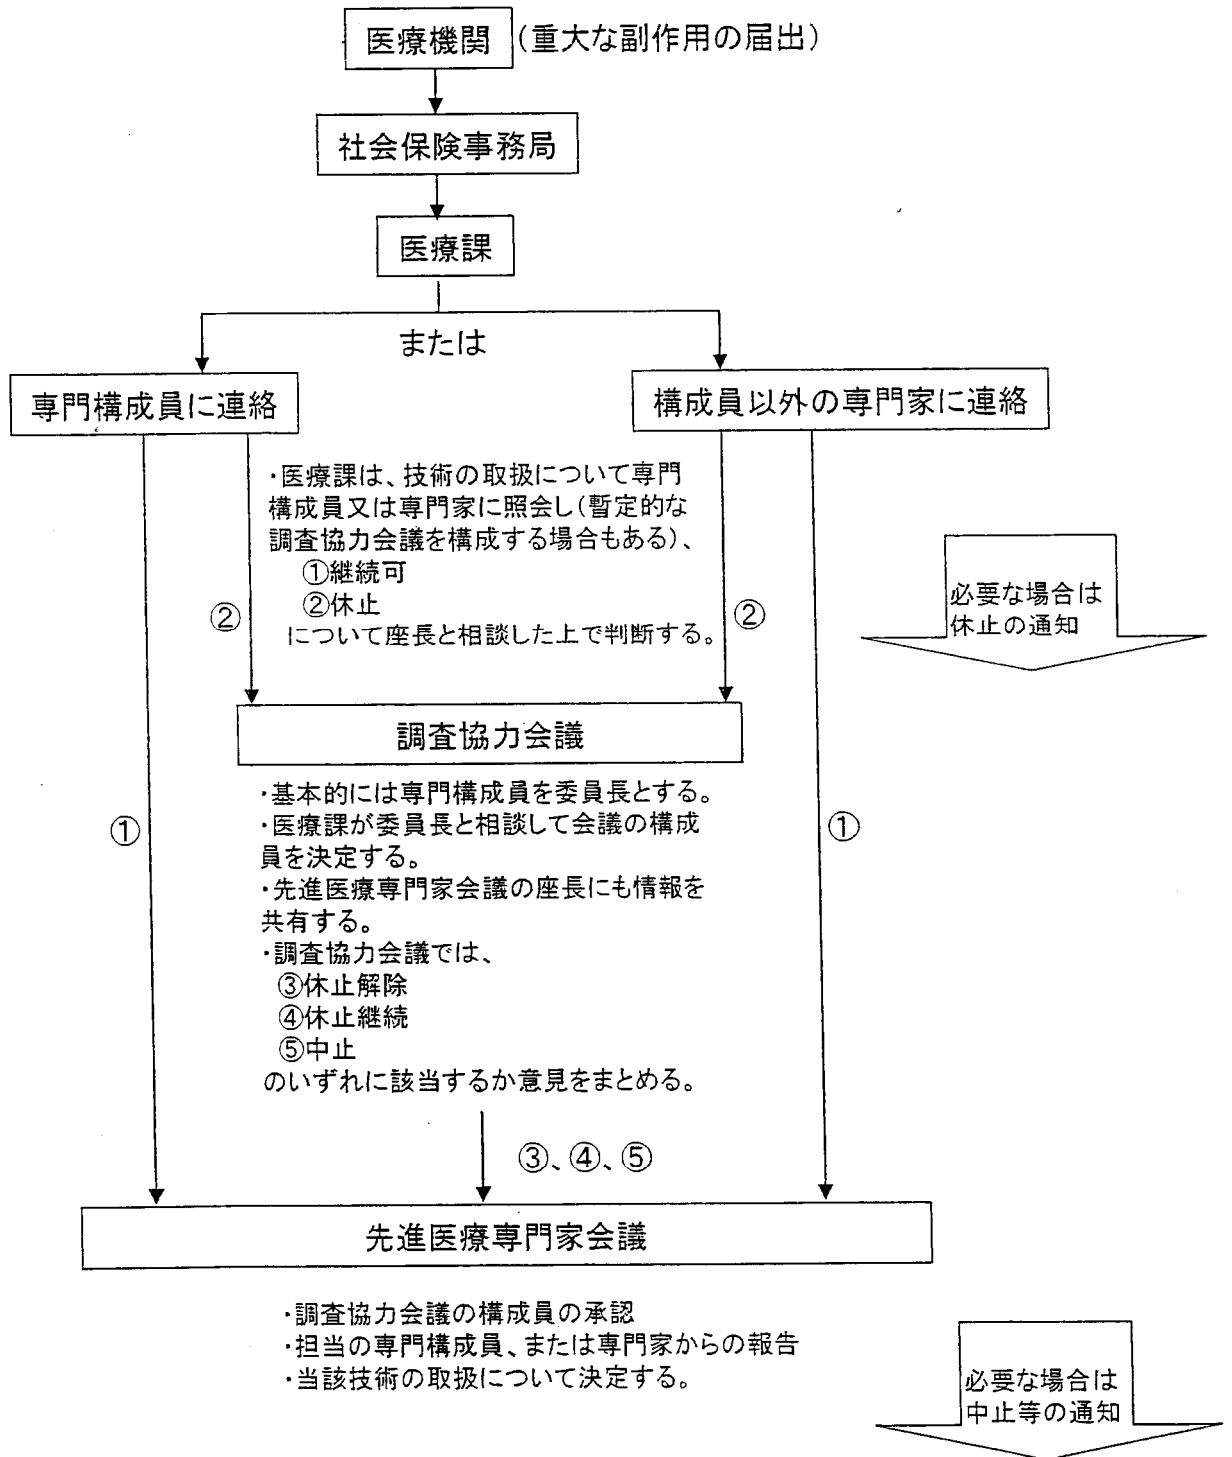 医療機関 (重大な副作用の届出)
社会保険事務局
医療課
または
専門構成員に連絡
構成員以外の専門家に連絡
・医療課は、技術の取扱について専門
構成員又は専門家に照会し(暫定的な
調査協力会議を構成する場合もある)、
①継続可
②休止
について座長と相談した上で判断する。
②
②
必要な場合は
休止の通知
調査協力会議
・基本的には専門構成員を委員長とする。
・医療課が委員長と相談して会議の構成
員を決定する。
・先進医療専門家会議の座長にも情報を
共有する。
・調査協力会議では、
③休止解除
④休止継続
⑤中止
のいずれに該当するか意見をまとめる。
①
①
③、④、⑤
先進医療専門家会議
・調査協力会議の構成員の承認
・担当の専門構成員、または専門家からの報告
・当該技術の取扱について決定する。
必要な場合は
中止等の通知